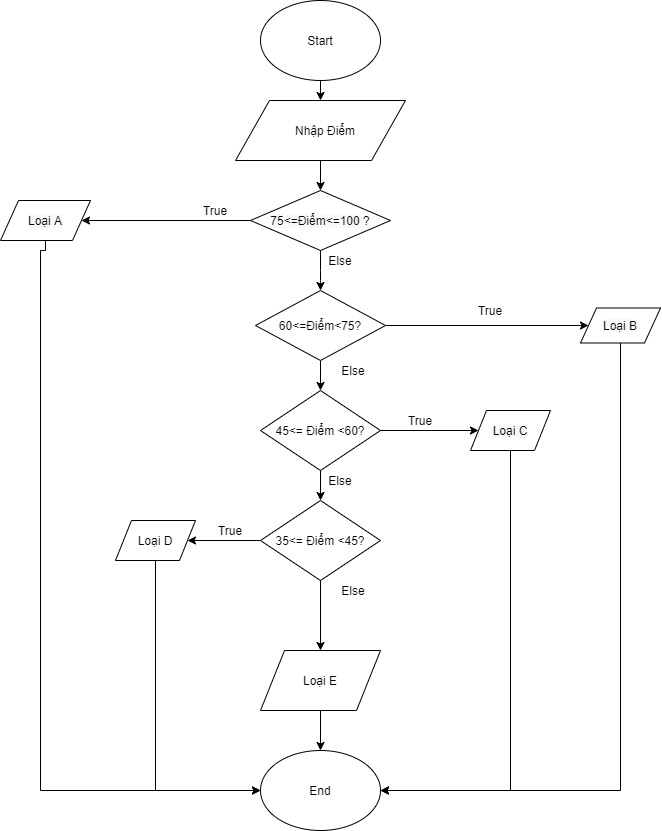 Start
Nhập Điểm
75<=Điểm<=100 ?
True
Loại A
Else
60<=Điểm<75?
True
Loại B
Else
45<= Điểm <60?
True
Loại C
Else
35<= Điểm <45?
True
Loại D
Else
Loại E
End